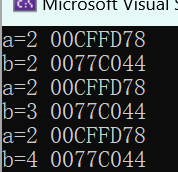 Microsoft Visual S
a=2 00CFFD78
b=2 0077C044
a=2 00CFFD78
b=3 0077C044
a=2 00CFFD78
b=4 0077C044